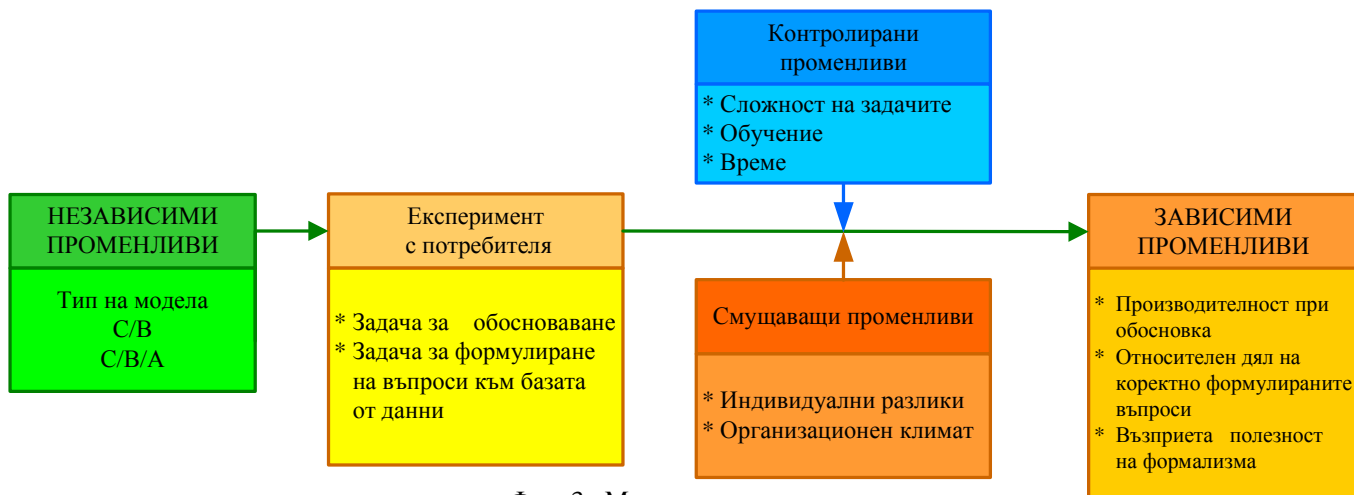 Контролирани
променливи
* Сложност на задачите
* Обучение
* Време
НЕЗАВИСИМИ
ПРОМЕНЛИВИ
Тип на модела
С/В
С/В/А
Експеримент
с потребителя
* Задача за обосноваване
* Задача за формулиране
на въпроси към базата
от данни
Смущаващи променливи
* Индивидуални разлики
* Организационен климат
ЗАВИСИМИ
ПРОМЕНЛИВИ
* Производителност при
обосновка
* Относителен дял на
коректно формулираните
въпроси
* Възприета полезност
на формализма